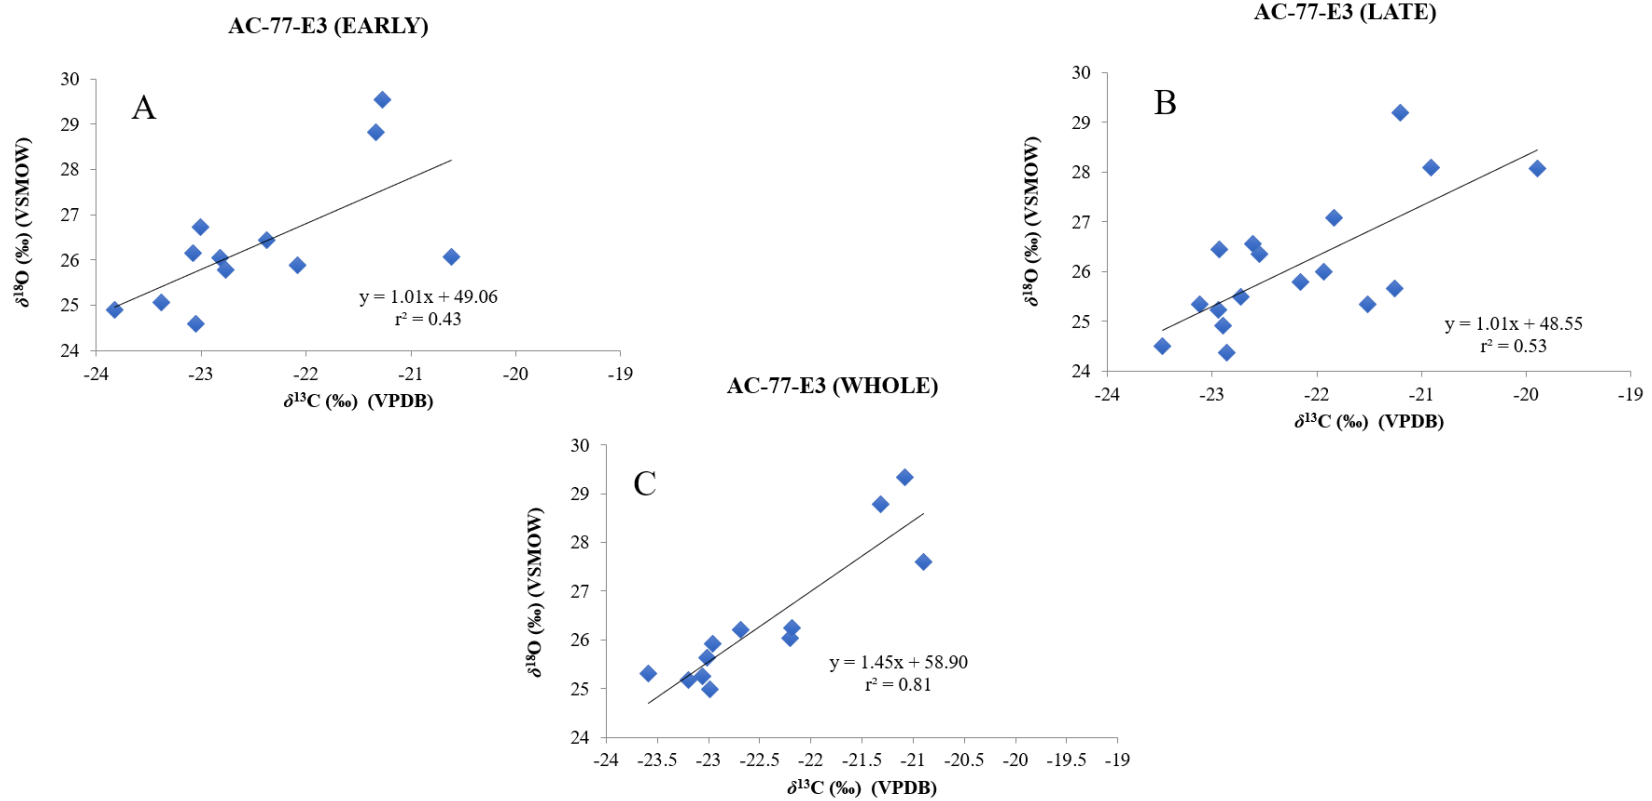 AC-77-E3 (EARLY)
A
30
29
28
27
26
25
24
δ¹⁸O (‰) (VSMOW)
y = 1.01x + 49.06
r² = 0.43
-24 -23 -22 -21 -20 -19
δ¹³C (‰) (VPDB)
AC-77-E3 (LATE)
B
30
29
28
27
26
25
24
δ¹⁸O (‰) (VSMOW)
y = 1.01x + 48.55
r² = 0.53
-24 -23 -22 -21 -20 -19
δ¹³C (‰) (VPDB)
AC-77-E3 (WHOLE)
C
30
29
28
27
26
25
24
δ¹⁸O (‰) (VSMOW)
y = 1.45x + 58.90
r² = 0.81
-24 -23.5 -23 -22.5 -22 -21.5 -21 -20.5 -20 -19.5 -19
δ¹³C (‰) (VPDB)